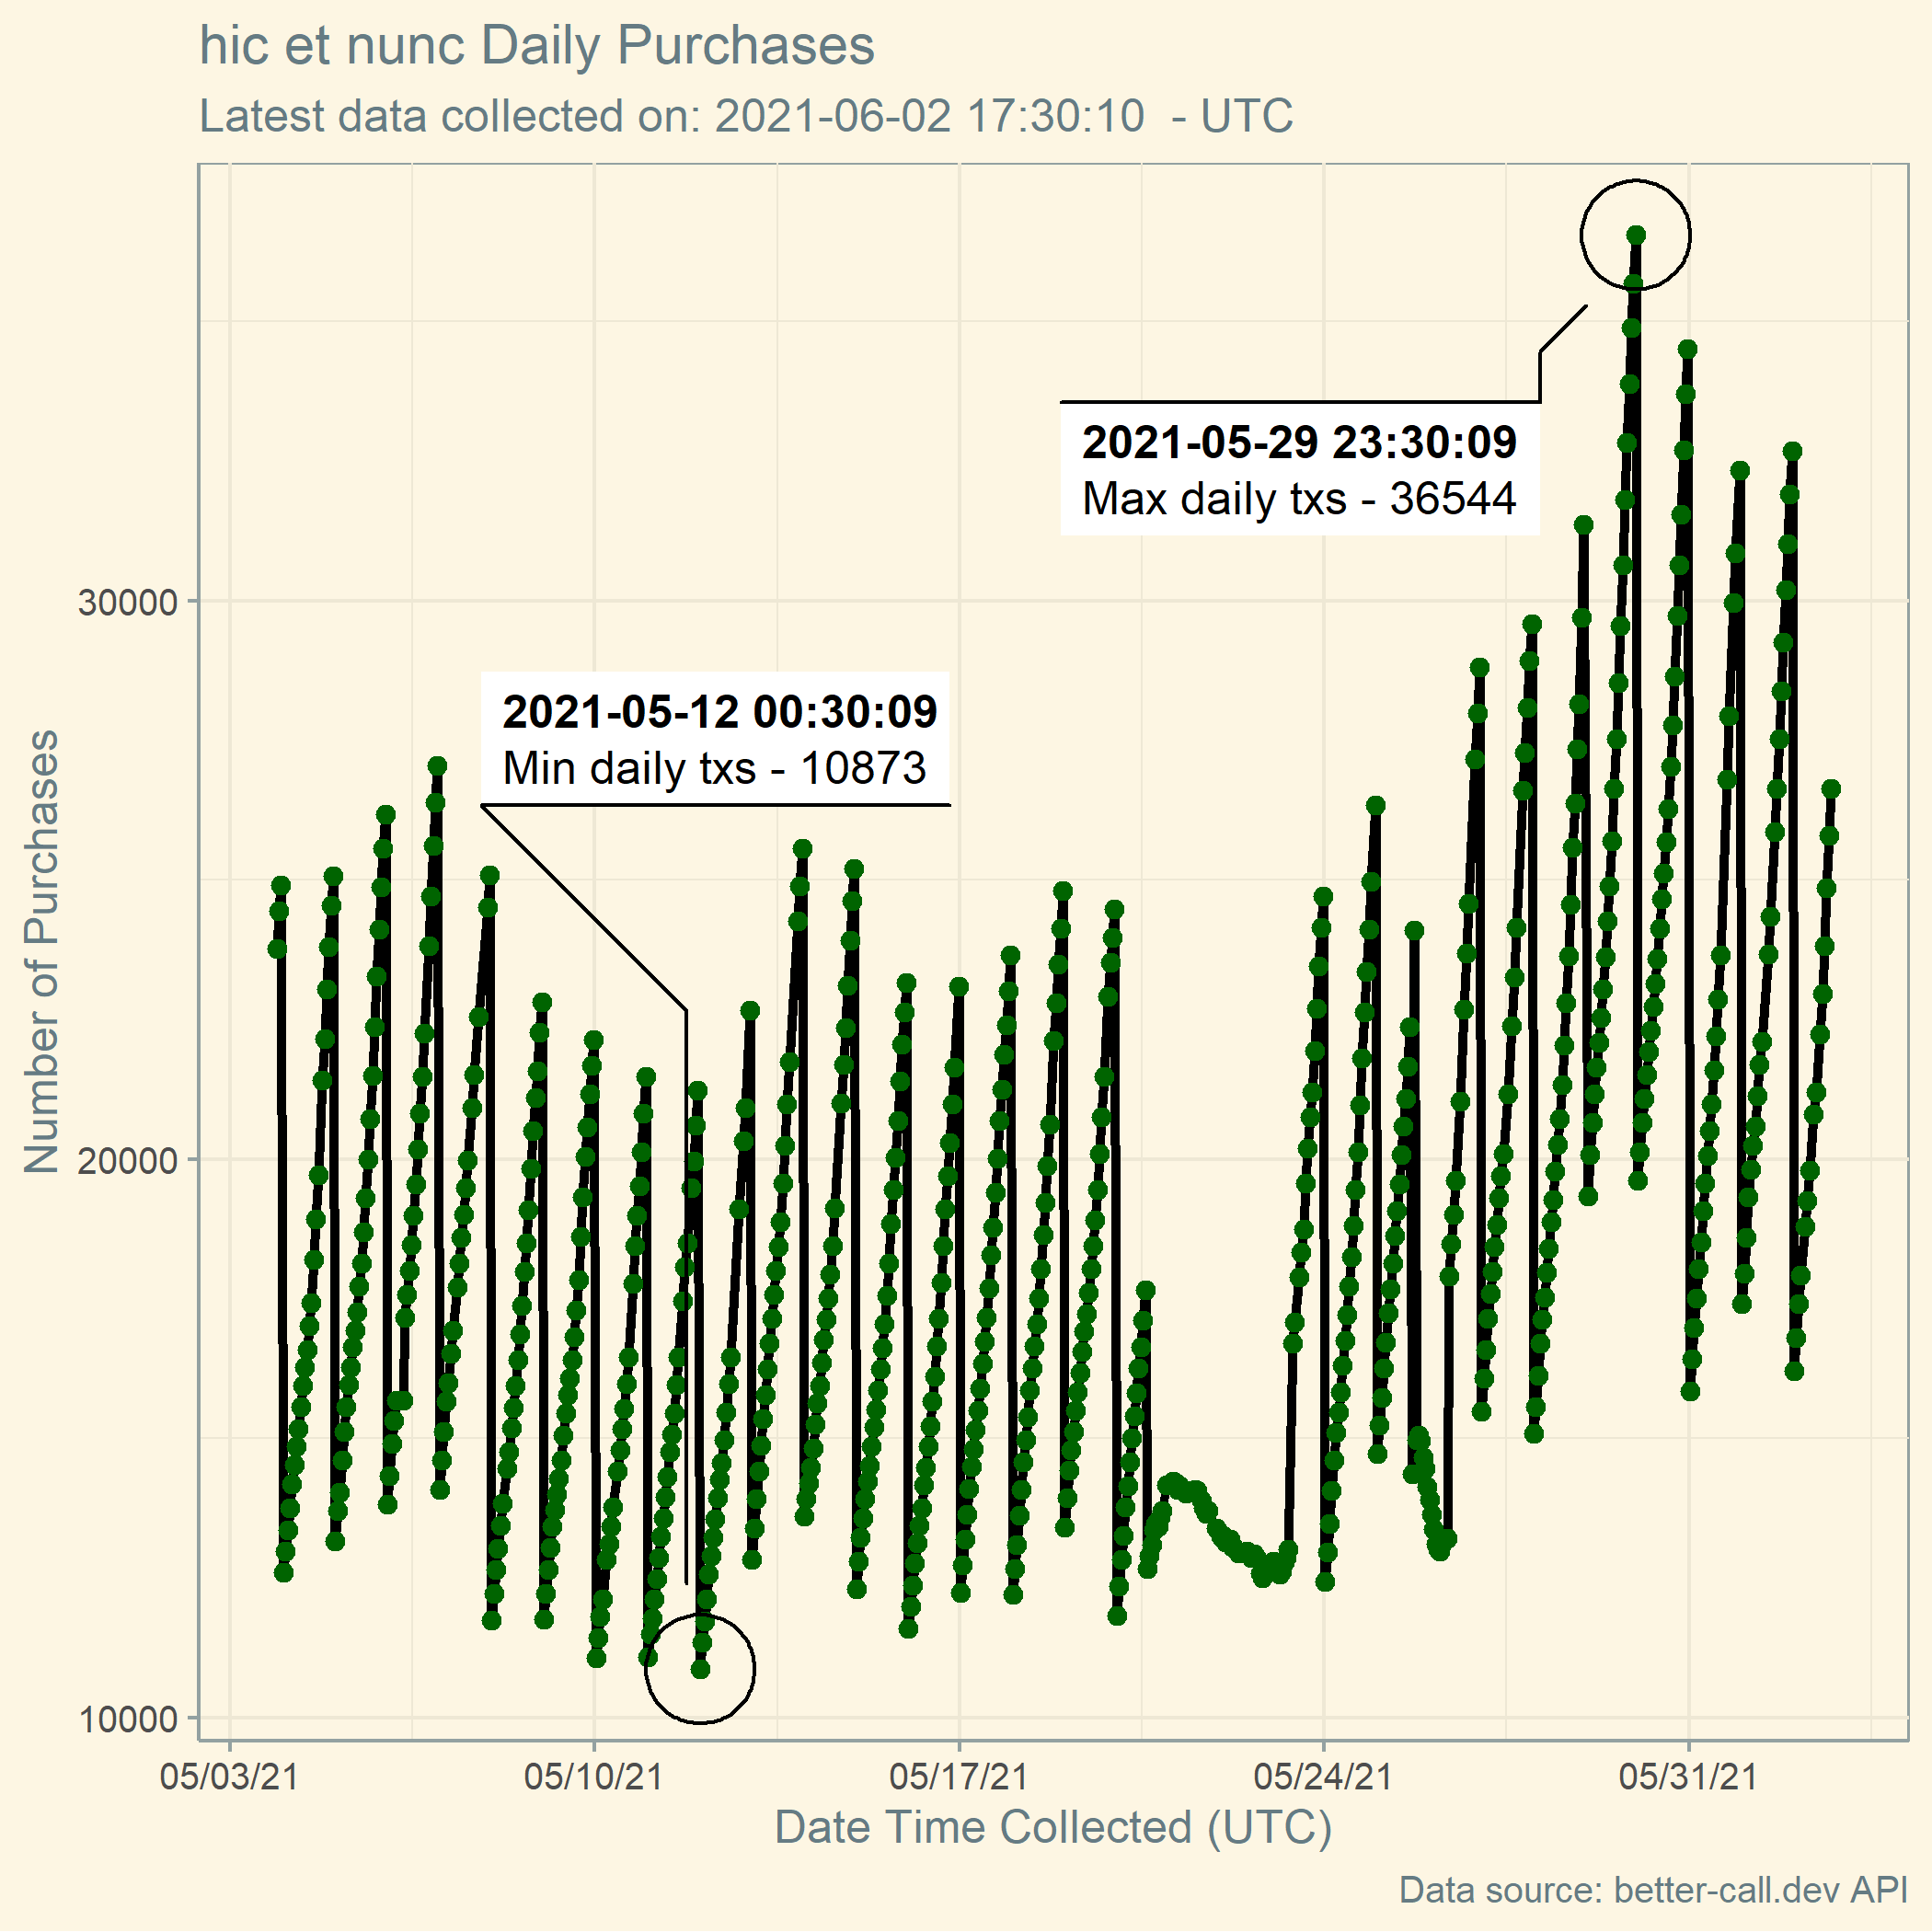 hic et nunc Daily Purchases
Latest data collected on: 2021-06-02 17:30:10  - UTC
2021-05-29 23:30:09
Max daily txs - 36544
2021-05-12 00:30:09
Min daily txs - 10873
Number of Purchases
30000
20000
10000
05/03/21
05/10/21
05/17/21
05/24/21
05/31/21
Date Time Collected (UTC)
Data source: better-call.dev API